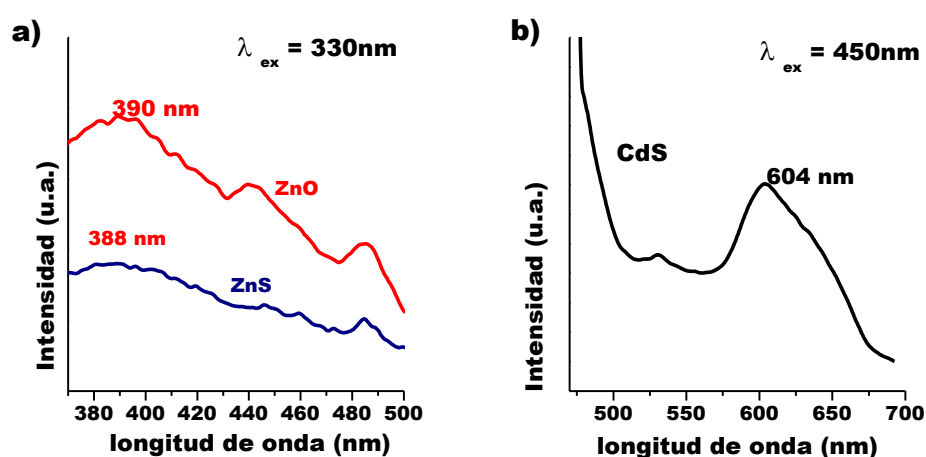 a)
λ ex = 330nm
390 nm
ZnO
388 nm
ZnS
Intensidad (u.a.)
380 400 420 440 460 480 500
longitud de onda (nm)
b)
λ ex = 450nm
CdS
604 nm
Intensidad (u.a.)
500 550 600 650 700
longitud de onda (nm)